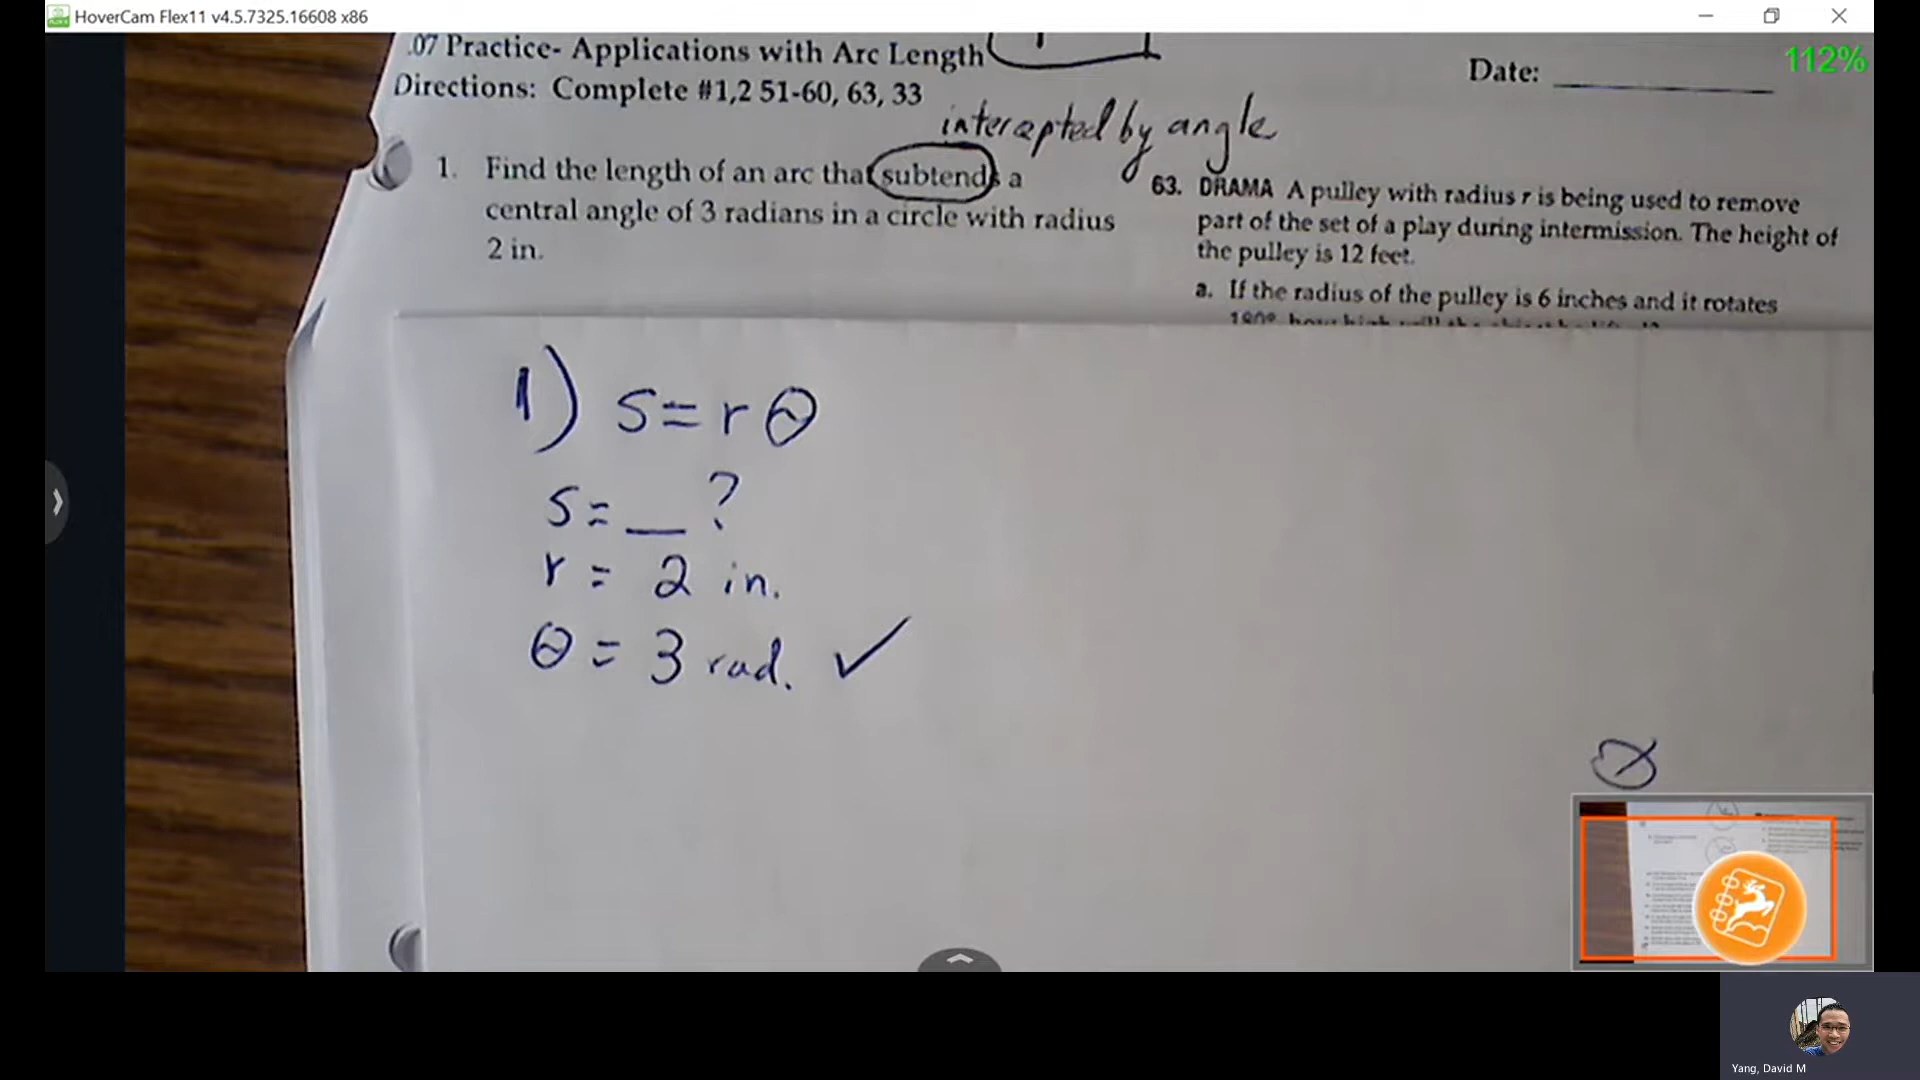 HoverCam Flex11 v4.5.7325.16608 x86
112%
.07 Practice- Applications with Arc Length
Date:
Directions: Complete #1,2 51-60, 63, 33
intercepted by angle
1. Find the length of an arc that subtends a
central angle of 3 radians in a circle with radius
2 in.
63. DRAMA A pulley with radius r is being used to remove
part of the set of a play during intermission. The height of
the pulley is 12 feet.
a. If the radius of the pulley is 6 inches and it rotates
1) s = r θ
s = __ ?
r = 2 in.
θ = 3 rad. ✓
Yang, David M